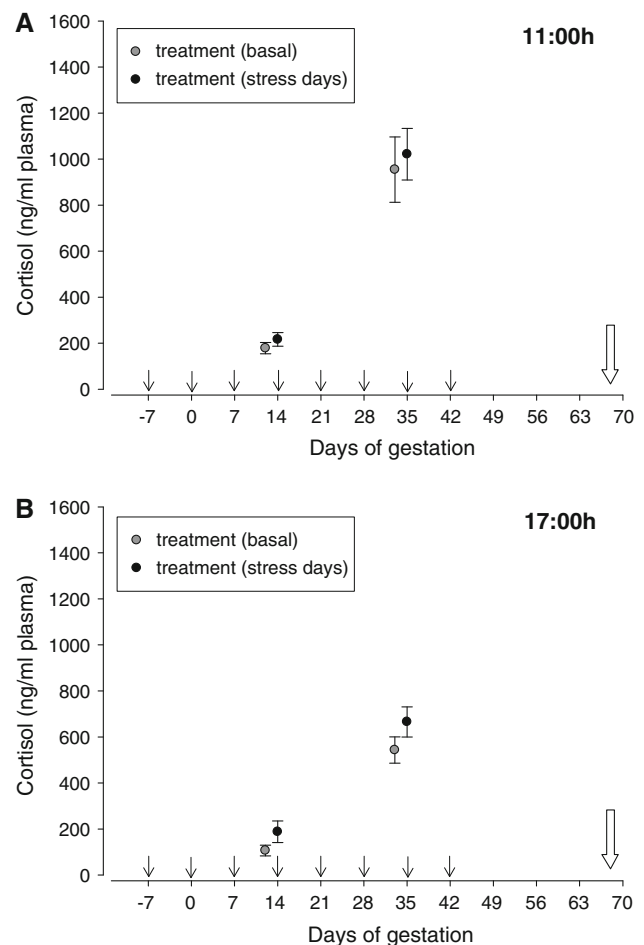 A
11:00h
treatment (basal)
treatment (stress days)
Cortisol (ng/ml plasma)
1600
1400
1200
1000
800
600
400
200
0
-7 0 7 14 21 28 35 42 49 56 63 70
Days of gestation
B
17:00h
treatment (basal)
treatment (stress days)
Cortisol (ng/ml plasma)
1600
1400
1200
1000
800
600
400
200
0
-7 0 7 14 21 28 35 42 49 56 63 70
Days of gestation